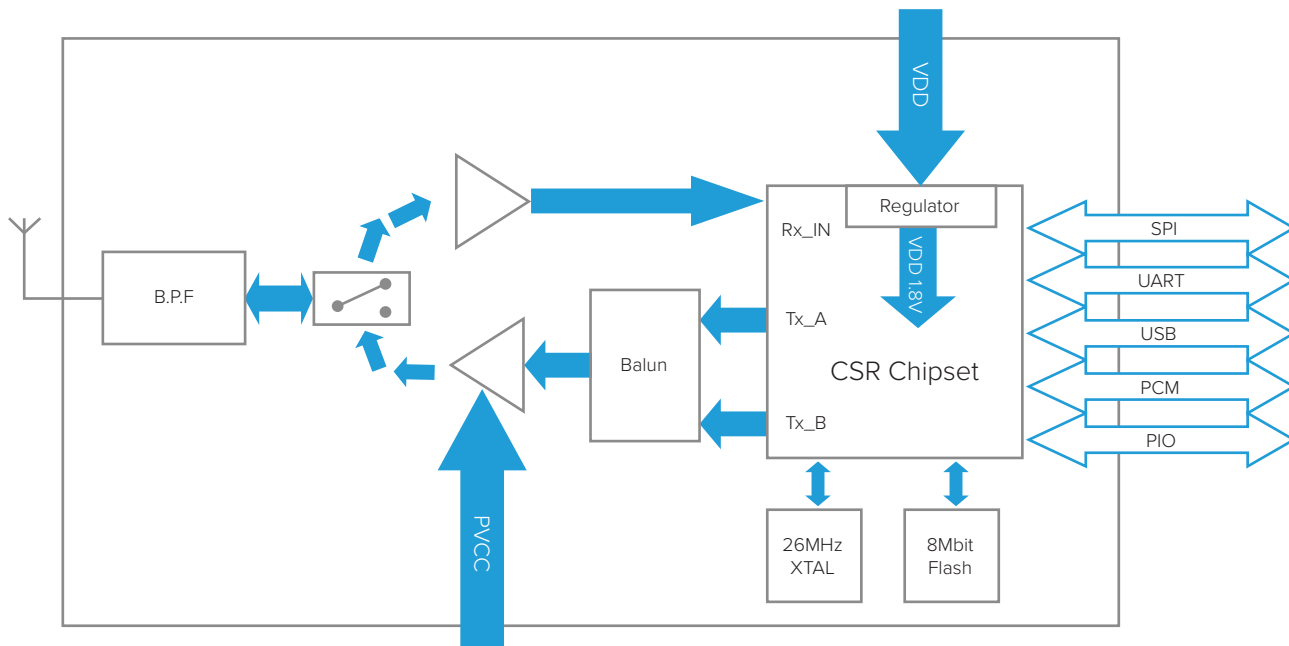 VDD
Regulator
Rx_IN
VDD 1.8V
SPI
UART
B.P.F
Tx_A
USB
Balun
CSR Chipset
PCM
Tx_B
PIO
PVCC
26MHz
XTAL
8Mbit
Flash